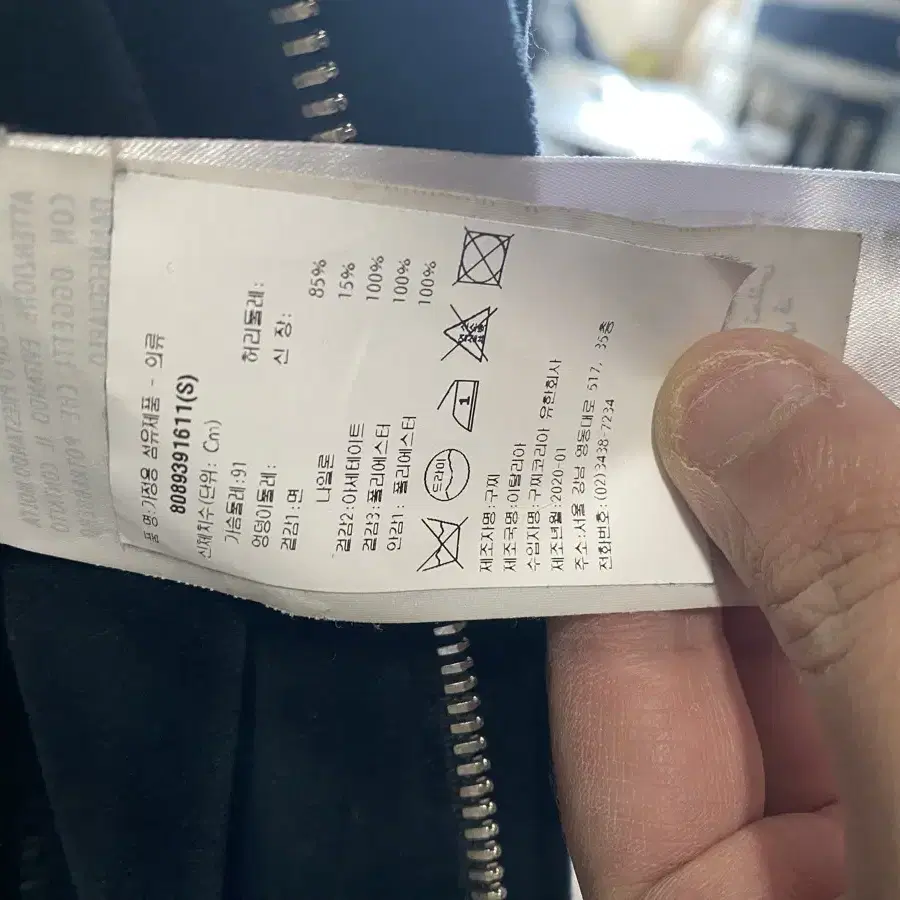 CON OGGETTI CHE
품 명:가정용 섬유제품 - 의류
8089391611(S)
신체치수(단위: Cm)
가슴둘레:91 허리둘레:
엉덩이둘레: 신 장:
겉감1:면 85%
나일론 15%
겉감2:아세테이트 100%
겉감3:폴리에스터 100%
안감1: 폴리에스터 100%
드라이 1
제조자명:구찌
제조국명:이탈리아
수입자명:구찌코리아 유한회사
제조년월:2020-01
주소:서울 강남 영동대로 517,
전화번호: (02)3438-7234